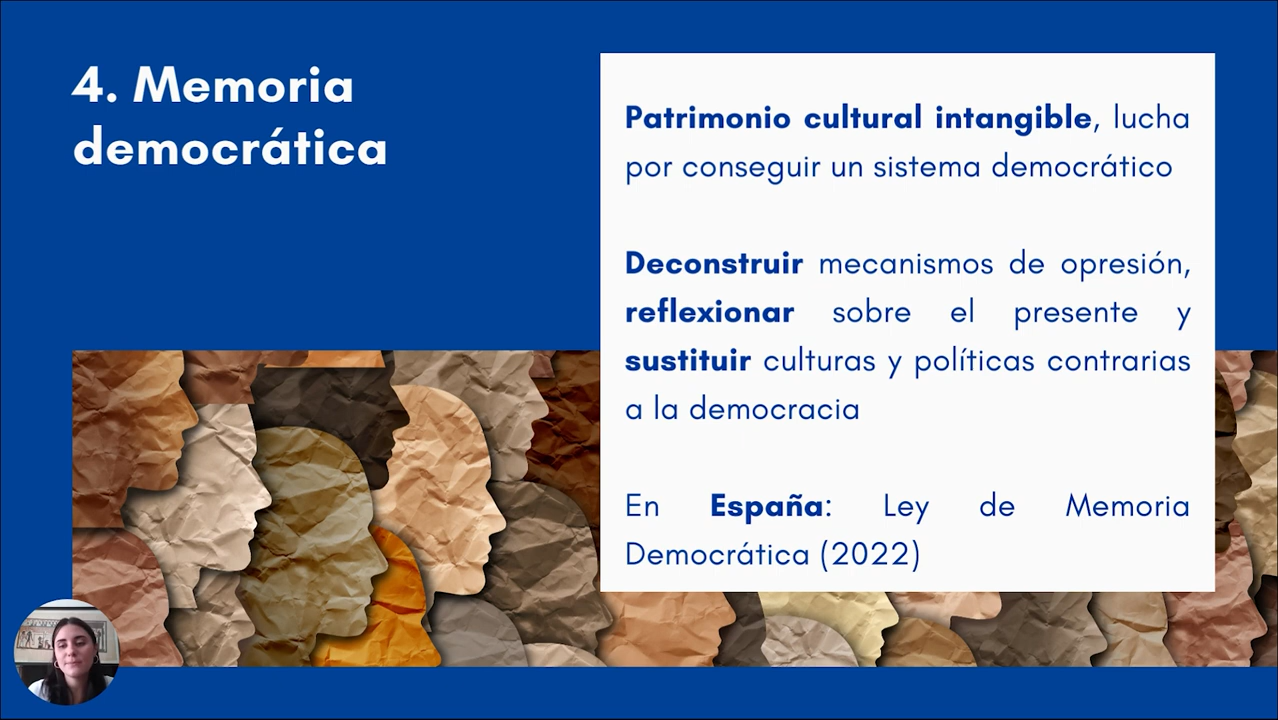 4. Memoria
democrática
Patrimonio cultural intangible, lucha
por conseguir un sistema democrático
Deconstruir mecanismos de opresión,
reflexionar sobre el presente y
sustituir culturas y políticas contrarias
a la democracia
En España: Ley de Memoria
Democrática (2022)